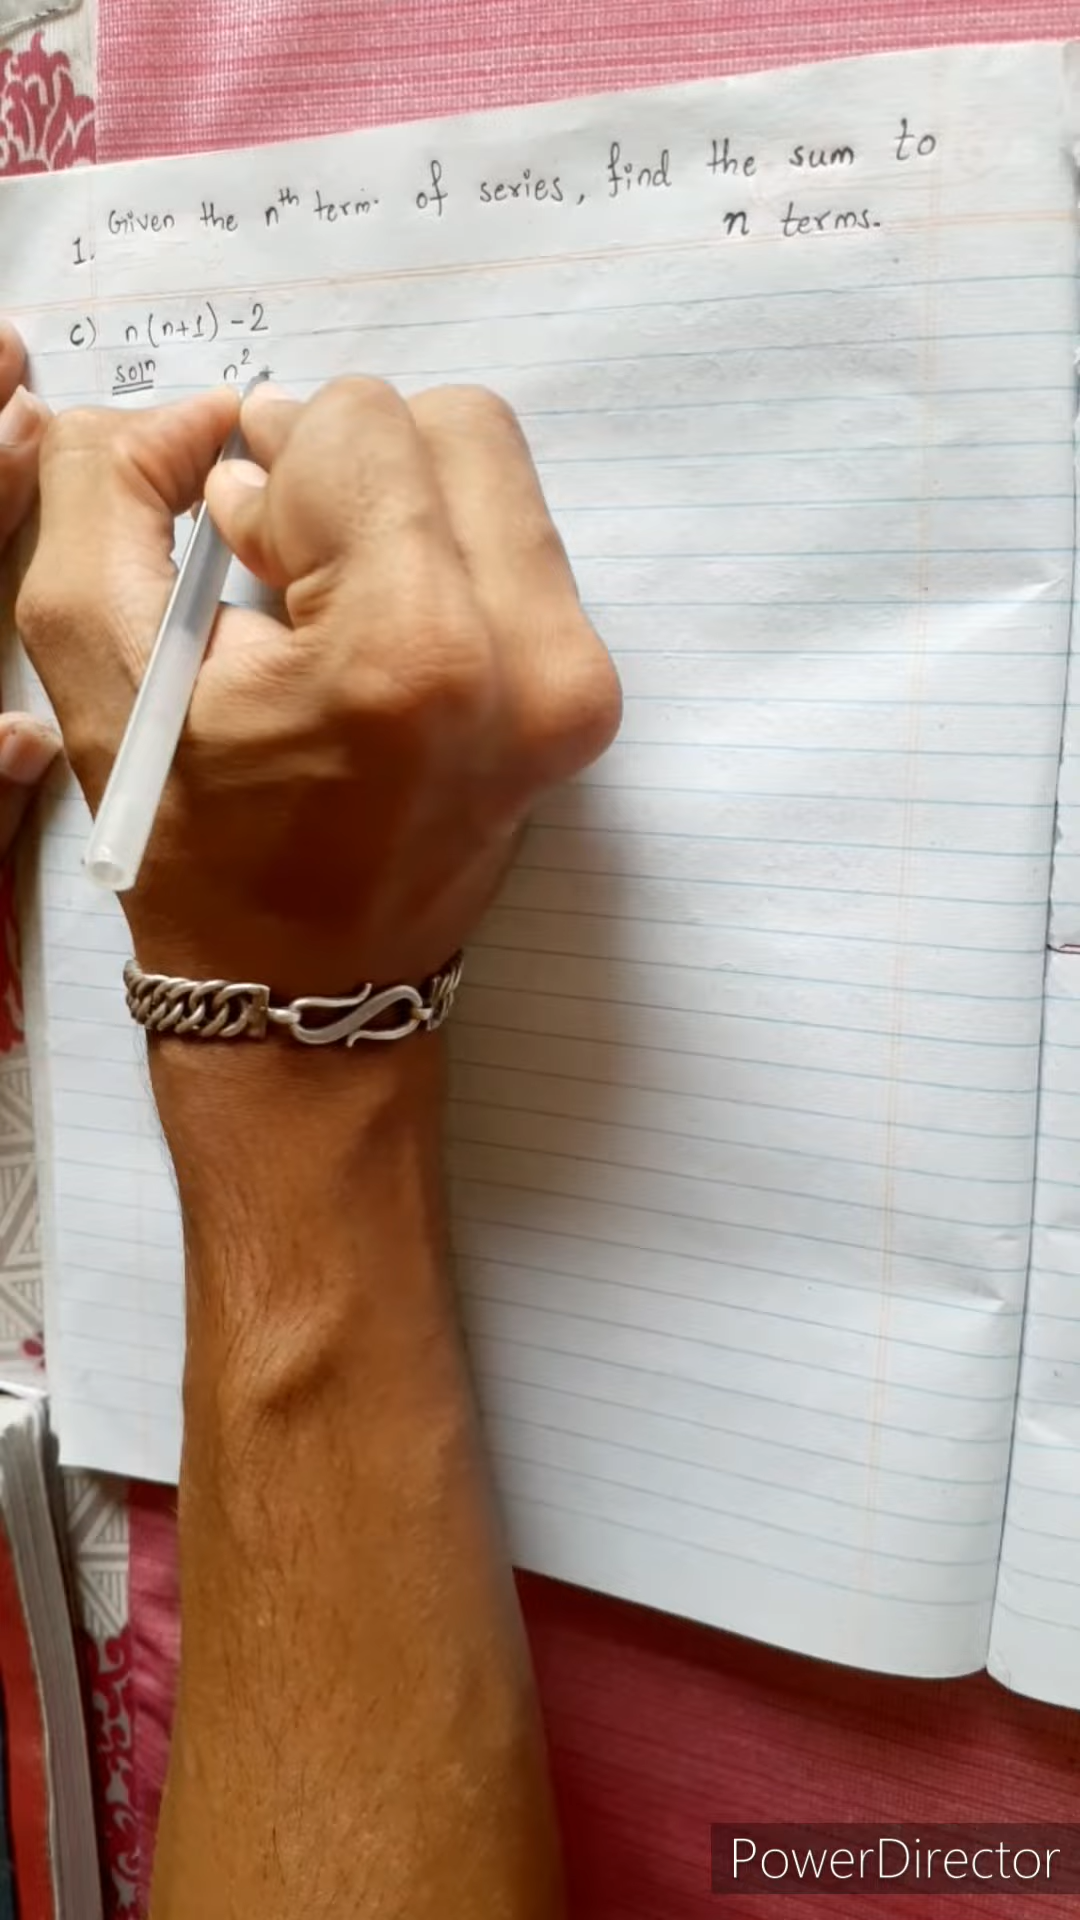 1. Given the nth term. of series, find the sum to
n terms.
c) n(n+1) - 2
soln n² +
PowerDirector